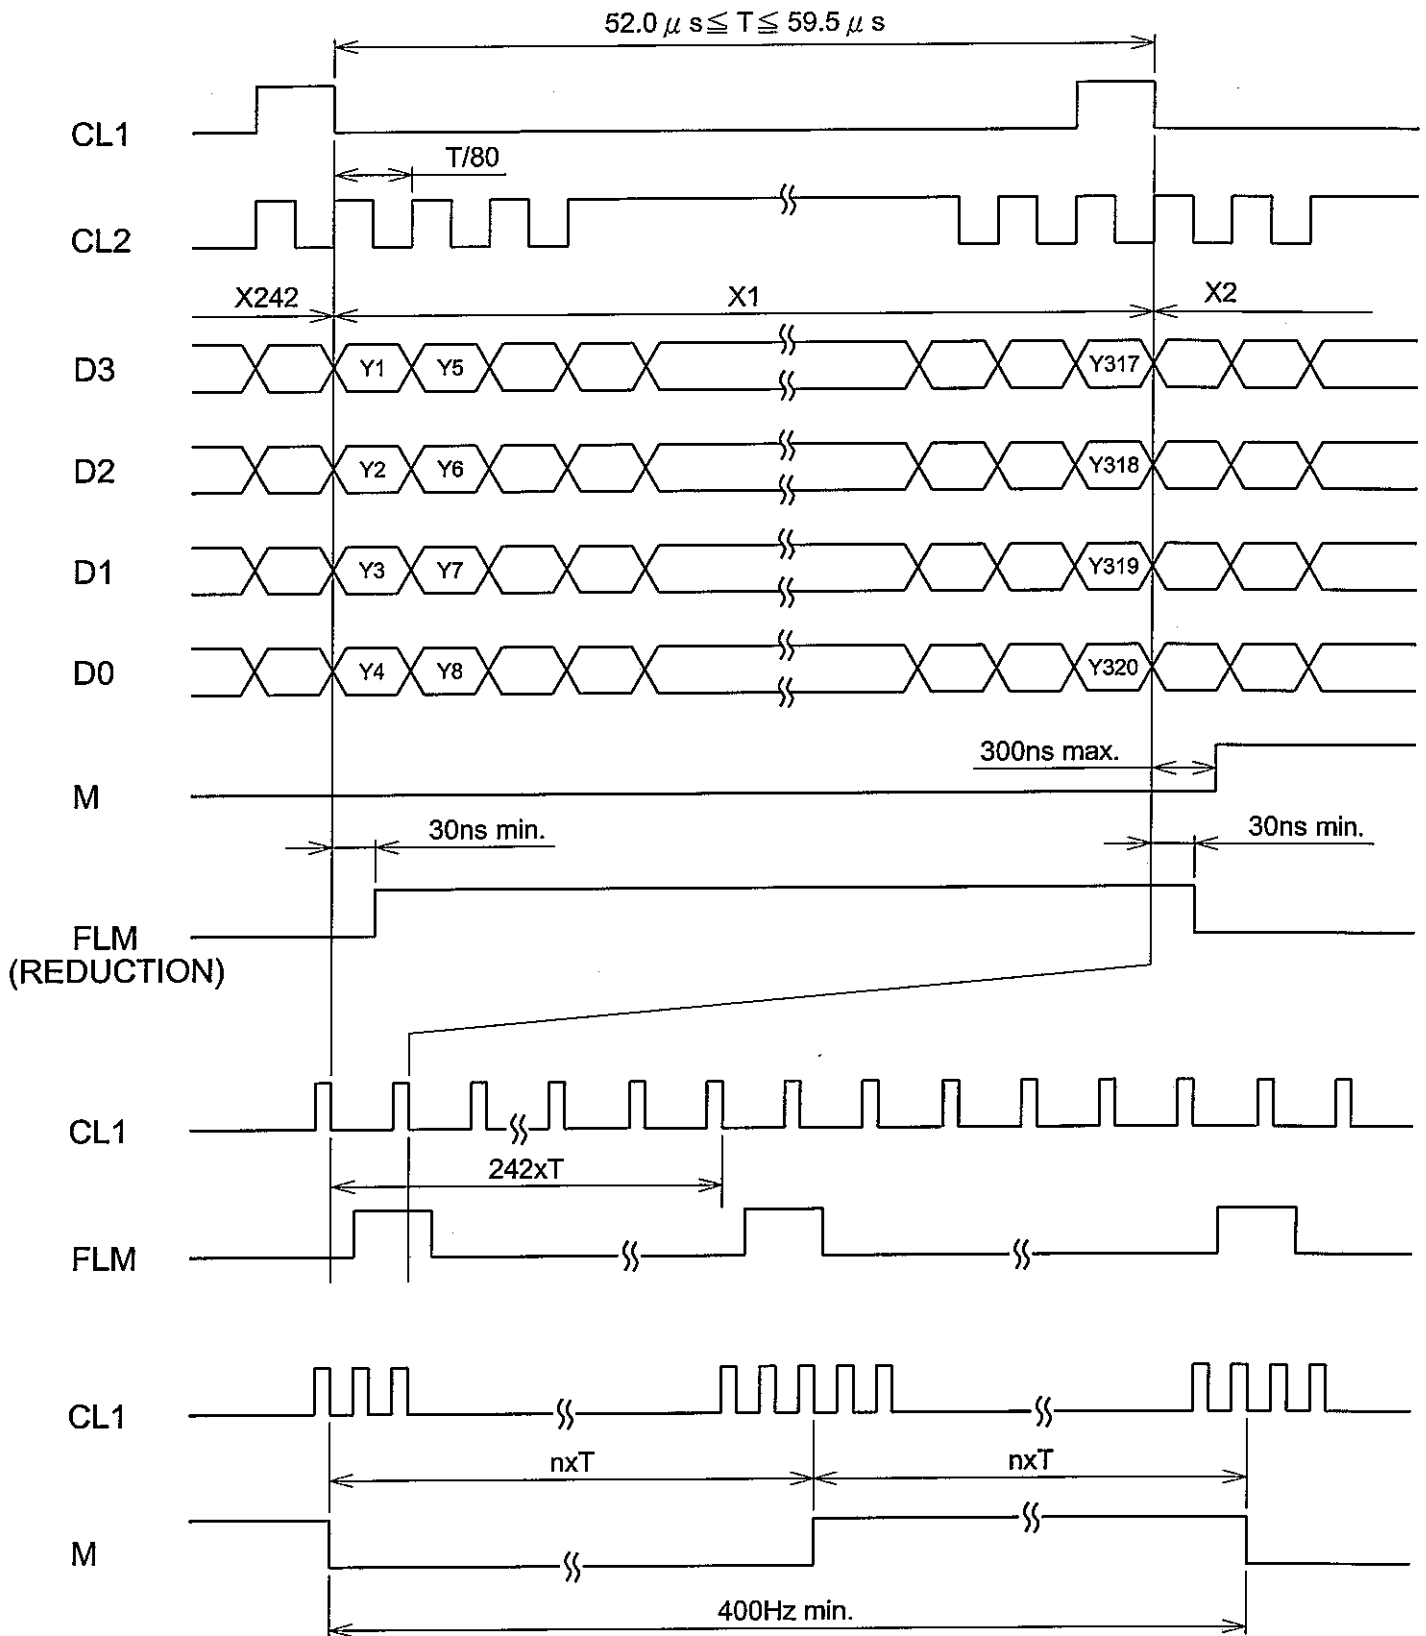 52.0 μ s ≦ T ≦ 59.5 μ s
CL1
T/80
CL2
X242 X1 X2
D3 Y1 Y5 Y317
D2 Y2 Y6 Y318
D1 Y3 Y7 Y319
D0 Y4 Y8 Y320
300ns max.
M
30ns min. 30ns min.
FLM
(REDUCTION)
CL1
242xT
FLM
CL1
nxT nxT
M
400Hz min.